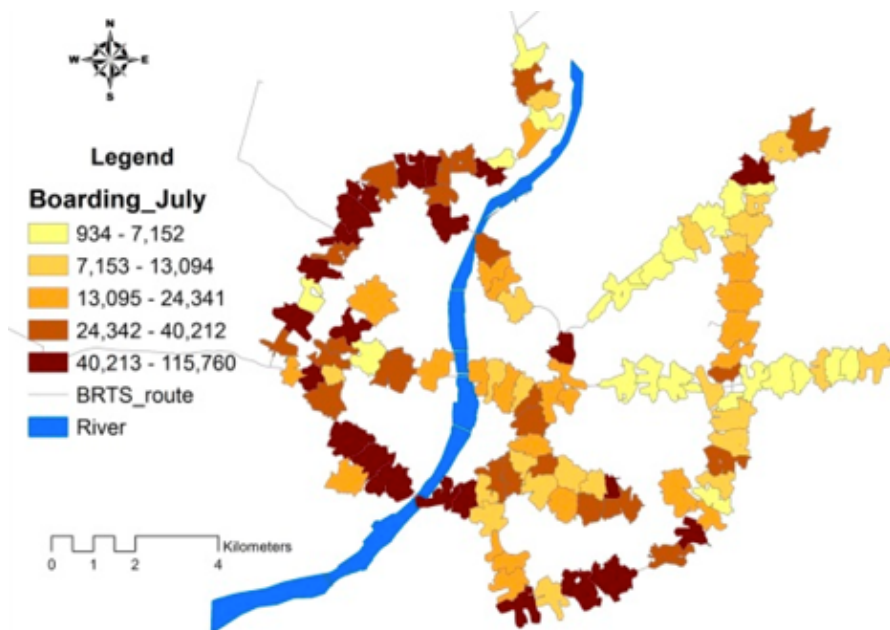 N
W E
S
Legend
Boarding_July
934 - 7,152
7,153 - 13,094
13,095 - 24,341
24,342 - 40,212
40,213 - 115,760
BRTS_route
River
Kilometers
0 1 2 4